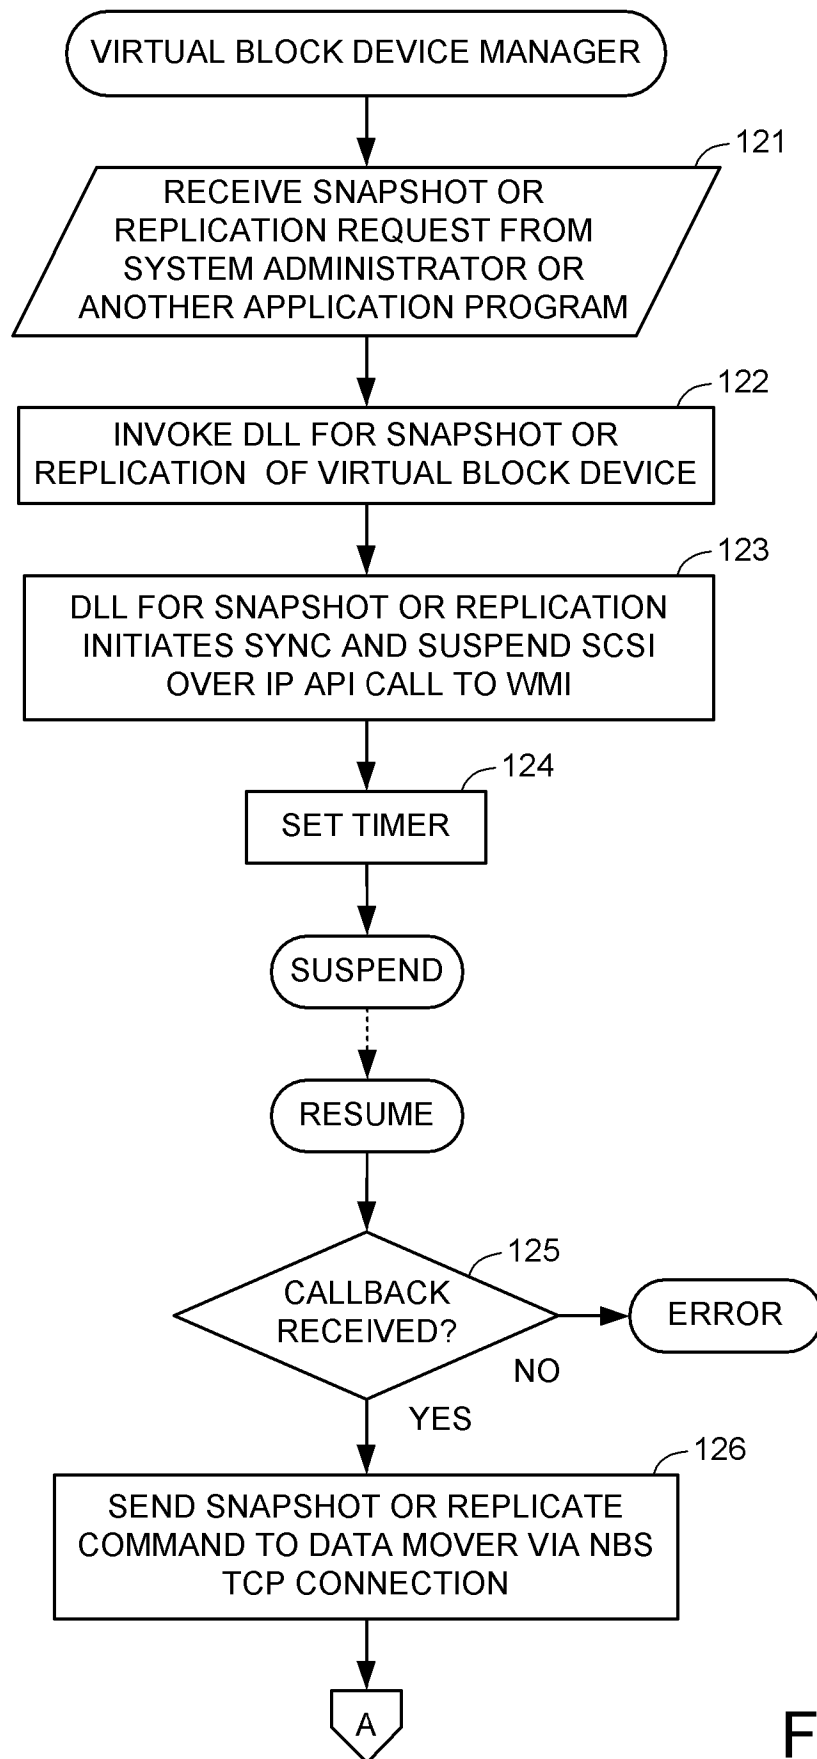 VIRTUAL BLOCK DEVICE MANAGER
121
RECEIVE SNAPSHOT OR
REPLICATION REQUEST FROM
SYSTEM ADMINISTRATOR OR
ANOTHER APPLICATION PROGRAM
122
INVOKE DLL FOR SNAPSHOT OR
REPLICATION OF VIRTUAL BLOCK DEVICE
123
DLL FOR SNAPSHOT OR REPLICATION
INITIATES SYNC AND SUSPEND SCSI
OVER IP API CALL TO WMI
124
SET TIMER
SUSPEND
RESUME
125
CALLBACK
RECEIVED?
ERROR
NO
YES
126
SEND SNAPSHOT OR REPLICATE
COMMAND TO DATA MOVER VIA NBS
TCP CONNECTION
A
F